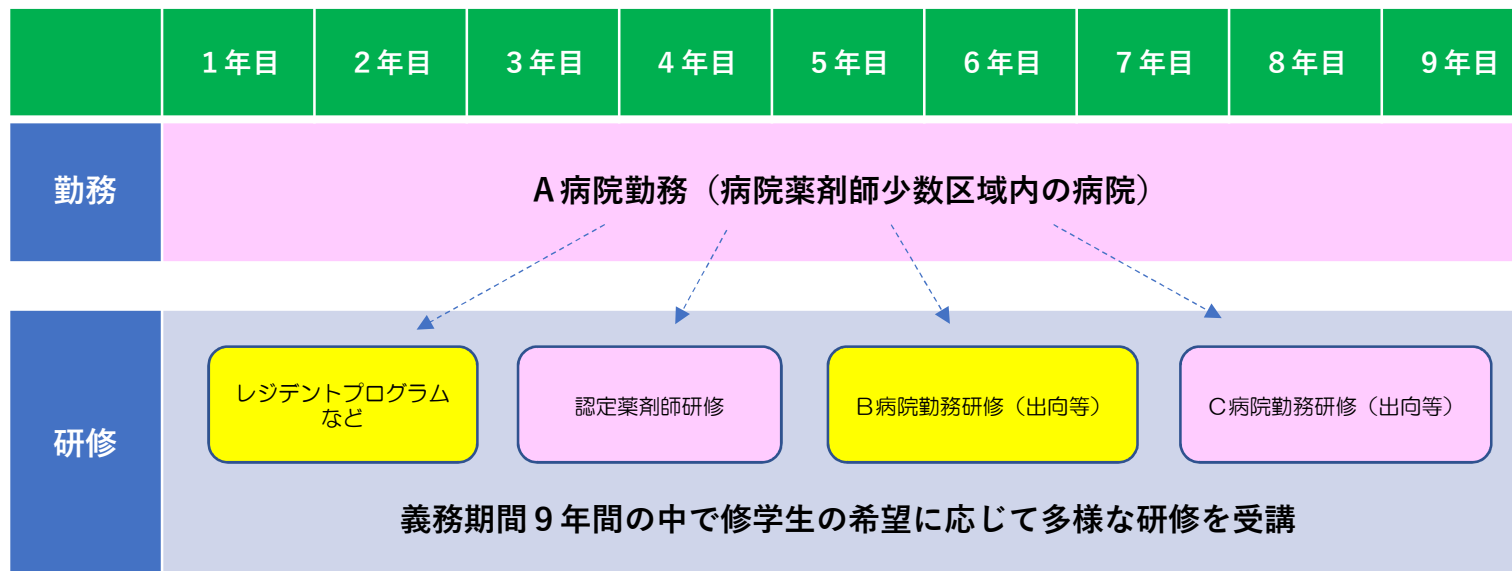 1年目 2年目 3年目 4年目 5年目 6年目 7年目 8年目 9年目
勤務
A病院勤務（病院薬剤師少数区域内の病院）
研修
レジデントプログラム
など
認定薬剤師研修
B病院勤務研修（出向等）
C病院勤務研修（出向等）
義務期間9年間の中で修学生の希望に応じて多様な研修を受講